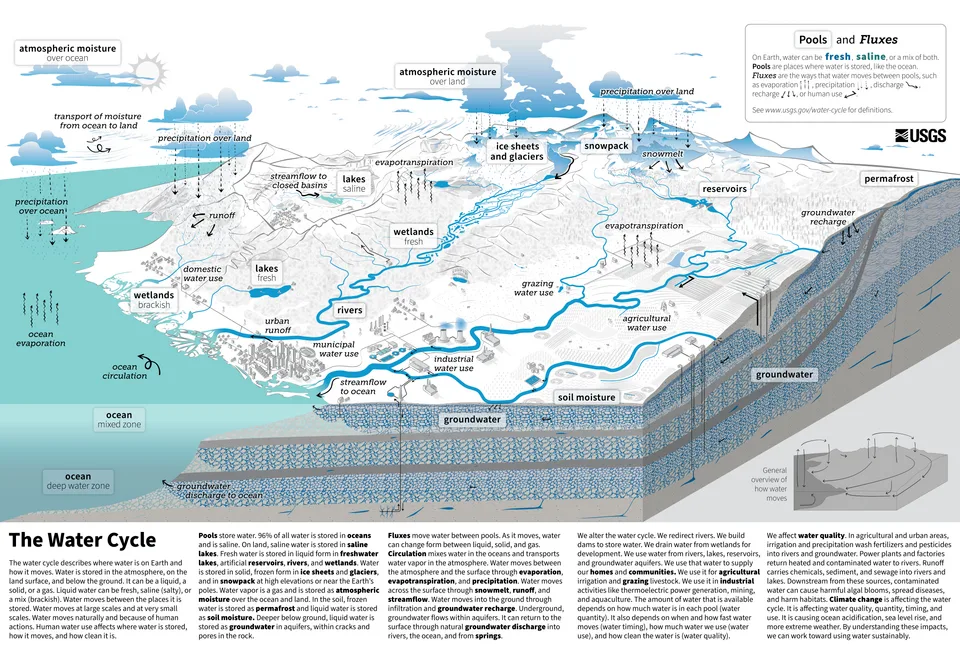 Pools and Fluxes
On Earth, water can be fresh, saline, or a mix of both.
Pools are places where water is stored, like the ocean.
Fluxes are the ways that water moves between pools, such
as evaporation, precipitation, discharge,
recharge, or human use
See www.usgs.gov/water-cycle for definitions.
USGS
atmospheric moisture
over ocean
atmospheric moisture
over land
precipitation over land
transport of moisture
from ocean to land
precipitation over land
ice sheets
and glaciers
snowpack
snowmelt
evapotranspiration
streamflow to
closed basins
lakes
saline
permafrost
reservoirs
precipitation
over ocean
runoff
groundwater
recharge
wetlands
fresh
evapotranspiration
domestic
water use
lakes
fresh
grazing
water use
wetlands
brackish
rivers
urban
runoff
agricultural
water use
ocean
evaporation
municipal
water use
industrial
water use
ocean
circulation
groundwater
streamflow
to ocean
soil moisture
ocean
mixed zone
groundwater
ocean
deep water zone
groundwater
discharge to ocean
General
overview of
how water
moves
The Water Cycle
The water cycle describes where water is on Earth and
how it moves. Water is stored in the atmosphere, on the
land surface, and below the ground. It can be a liquid, a
solid, or a gas. Liquid water can be fresh, saline (salty), or
a mix (brackish). Water moves between the places it is
stored. Water moves at large scales and at very small
scales. Water moves naturally and because of human
actions. Human water use affects where water is stored,
how it moves, and how clean it is.
Pools store water. 96% of all water is stored in oceans
and is saline. On land, saline water is stored in saline
lakes. Fresh water is stored in liquid form in freshwater
lakes, artificial reservoirs, rivers, and wetlands. Water
is stored in solid, frozen form in ice sheets and glaciers,
and in snowpack at high elevations or near the Earth's
poles. Water vapor is a gas and is stored as atmospheric
moisture over the ocean and land. In the soil, frozen
water is stored as permafrost and liquid water is stored
as soil moisture. Deeper below ground, liquid water is
stored as groundwater in aquifers, within cracks and
pores in the rock.
Fluxes move water between pools. As it moves, water
can change form between liquid, solid, and gas.
Circulation mixes water in the oceans and transports
water vapor in the atmosphere. Water moves between
the atmosphere and the surface through evaporation,
evapotranspiration, and precipitation. Water moves
across the surface through snowmelt, runoff, and
streamflow. Water moves into the ground through
infiltration and groundwater recharge. Underground,
groundwater flows within aquifers. It can return to the
surface through natural groundwater discharge into
rivers, the ocean, and from springs.
We alter the water cycle. We redirect rivers. We build
dams to store water. We drain water from wetlands for
development. We use water from rivers, lakes, reservoirs,
and groundwater aquifers. We use that water to supply
our homes and communities. We use it for agricultural
irrigation and grazing livestock. We use it in industrial
activities like thermoelectric power generation, mining,
and aquaculture. The amount of water that is available
depends on how much water is in each pool (water
quantity). It also depends on when and how fast water
moves (water timing), how much water we use (water
use), and how clean the water is (water quality).
We affect water quality. In agricultural and urban areas,
irrigation and precipitation wash fertilizers and pesticides
into rivers and groundwater. Power plants and factories
return heated and contaminated water to rivers. Runoff
carries chemicals, sediment, and sewage into rivers and
lakes. Downstream from these sources, contaminated
water can cause harmful algal blooms, spread diseases,
and harm habitats. Climate change is affecting the water
cycle. It is affecting water quality, quantity, timing, and
use. It is causing ocean acidification, sea level rise, and
more extreme weather. By understanding these impacts,
we can work toward using water sustainably.